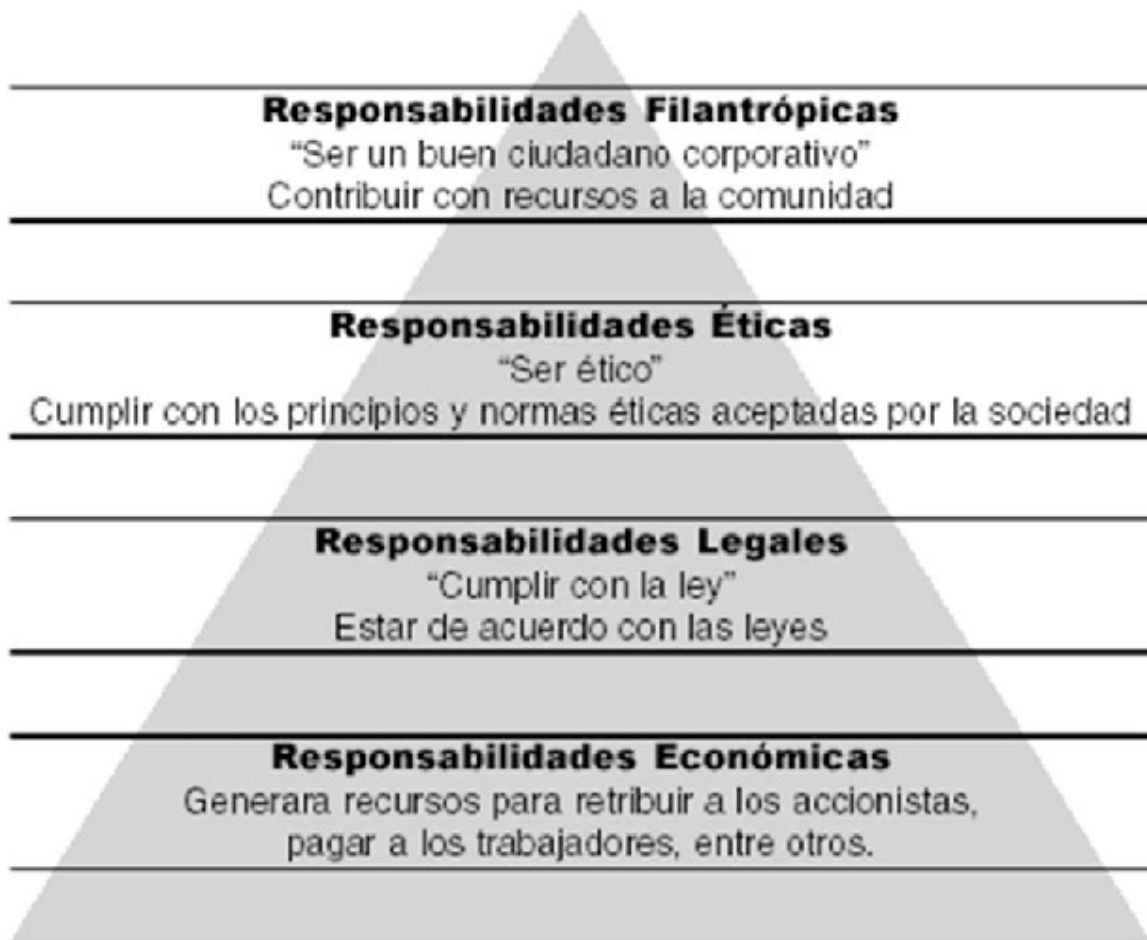 Responsabilidades Filantrópicas
“Ser un buen ciudadano corporativo”
Contribuir con recursos a la comunidad
Responsabilidades Éticas
“Ser ético”
Cumplir con los principios y normas éticas aceptadas por la sociedad
Responsabilidades Legales
“Cumplir con la ley”
Estar de acuerdo con las leyes
Responsabilidades Económicas
Generara recursos para retribuir a los accionistas,
pagar a los trabajadores, entre otros.